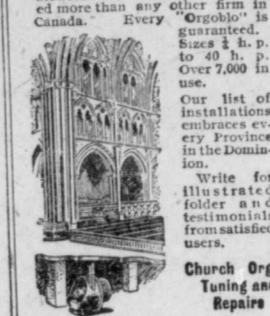 ed more than any other firm in
Canada. Every "Orgoblo" is
guaranteed.
Sizes ¼ h. p.
to 40 h. p.
Over 7,000 in
use.
Our list of
installations
embraces ev-
ery Province
in the Domin-
ion.
Write for
illustrated
folder and
testimonials
from satisfied
users.
Church Org
Tuning and
Repairs